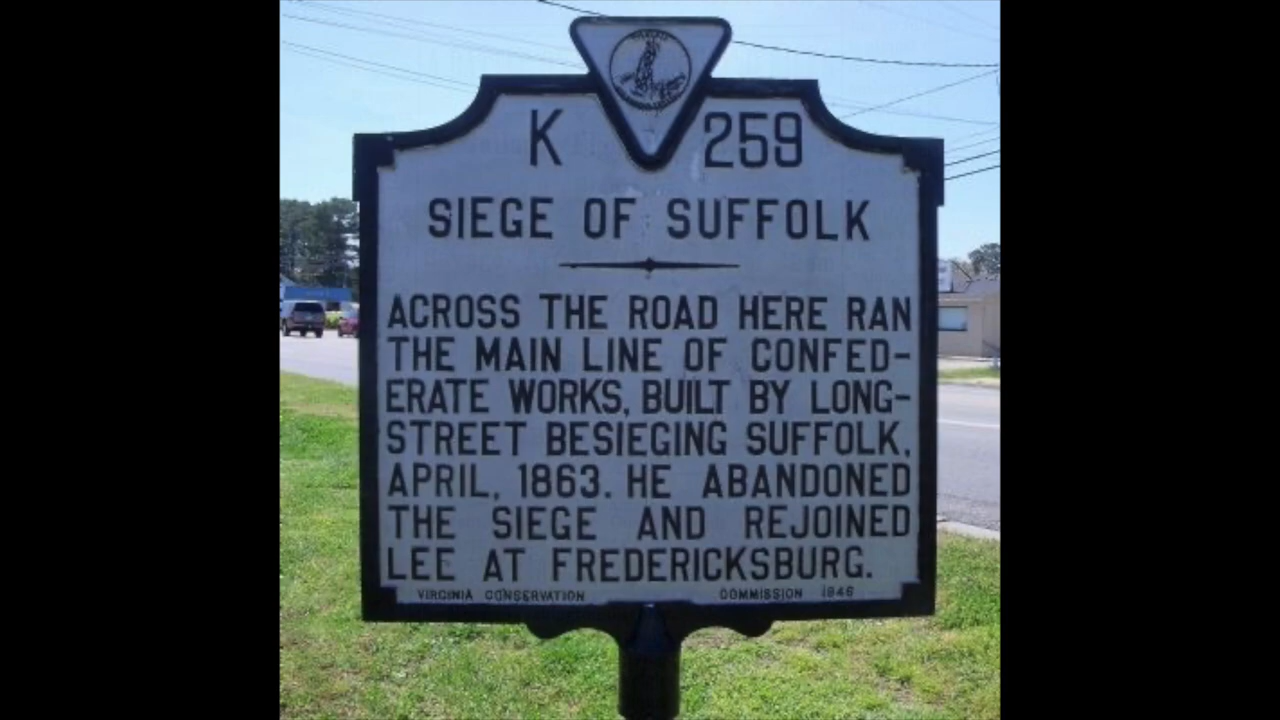 K 259
SIEGE OF SUFFOLK
ACROSS THE ROAD HERE RAN
THE MAIN LINE OF CONFED-
ERATE WORKS, BUILT BY LONG-
STREET BESIEGING SUFFOLK,
APRIL, 1863. HE ABANDONED
THE SIEGE AND REJOINED
LEE AT FREDERICKSBURG.
VIRGINIA CONSERVATION COMMISSION 1946